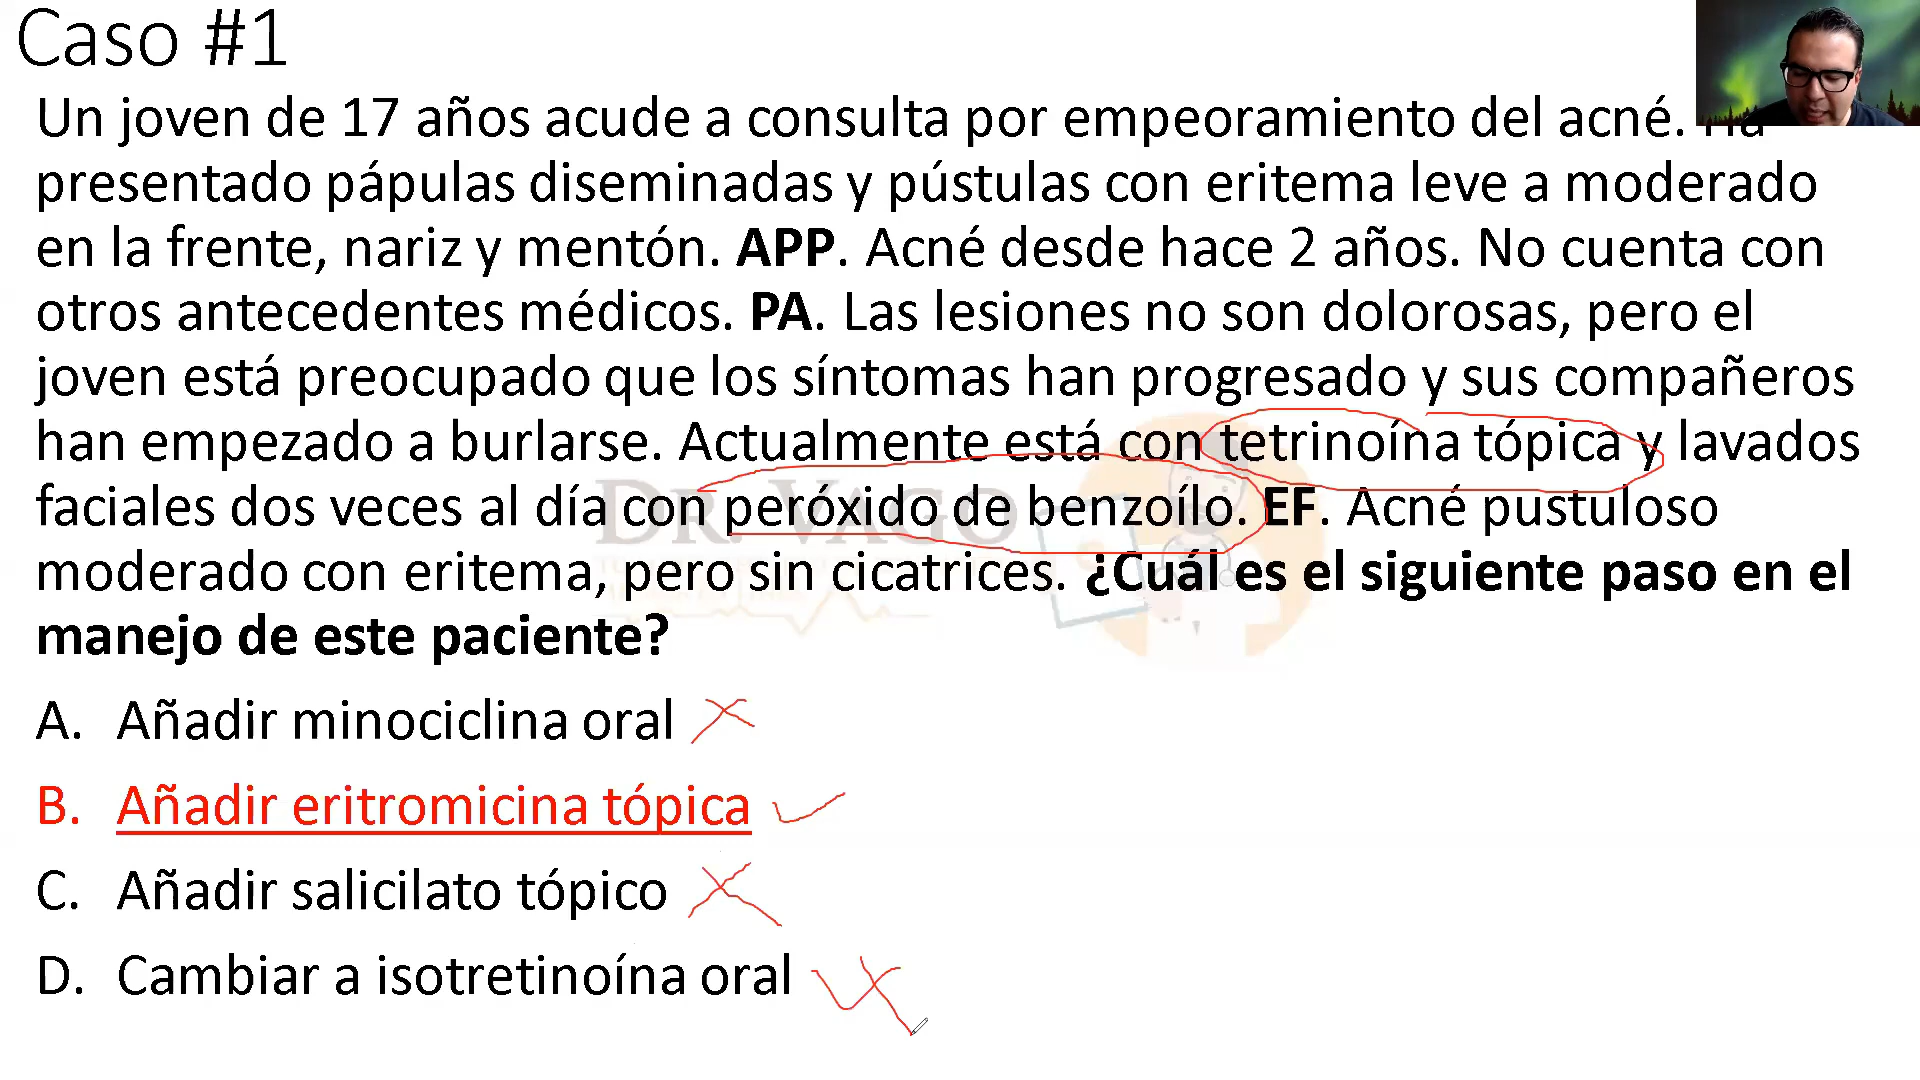 Caso #1
Un joven de 17 años acude a consulta por empeoramiento del acné. Ha
presentado pápulas diseminadas y pústulas con eritema leve a moderado
en la frente, nariz y mentón. APP. Acné desde hace 2 años. No cuenta con
otros antecedentes médicos. PA. Las lesiones no son dolorosas, pero el
joven está preocupado que los síntomas han progresado y sus compañeros
han empezado a burlarse. Actualmente está con tetrinoína tópica y lavados
faciales dos veces al día con peróxido de benzoílo. EF. Acné pustuloso
DR. VAGO
moderado con eritema, pero sin cicatrices. ¿Cuál es el siguiente paso en el
manejo de este paciente?
A. Añadir minociclina oral
B. Añadir eritromicina tópica
C. Añadir salicilato tópico
D. Cambiar a isotretinoína oral